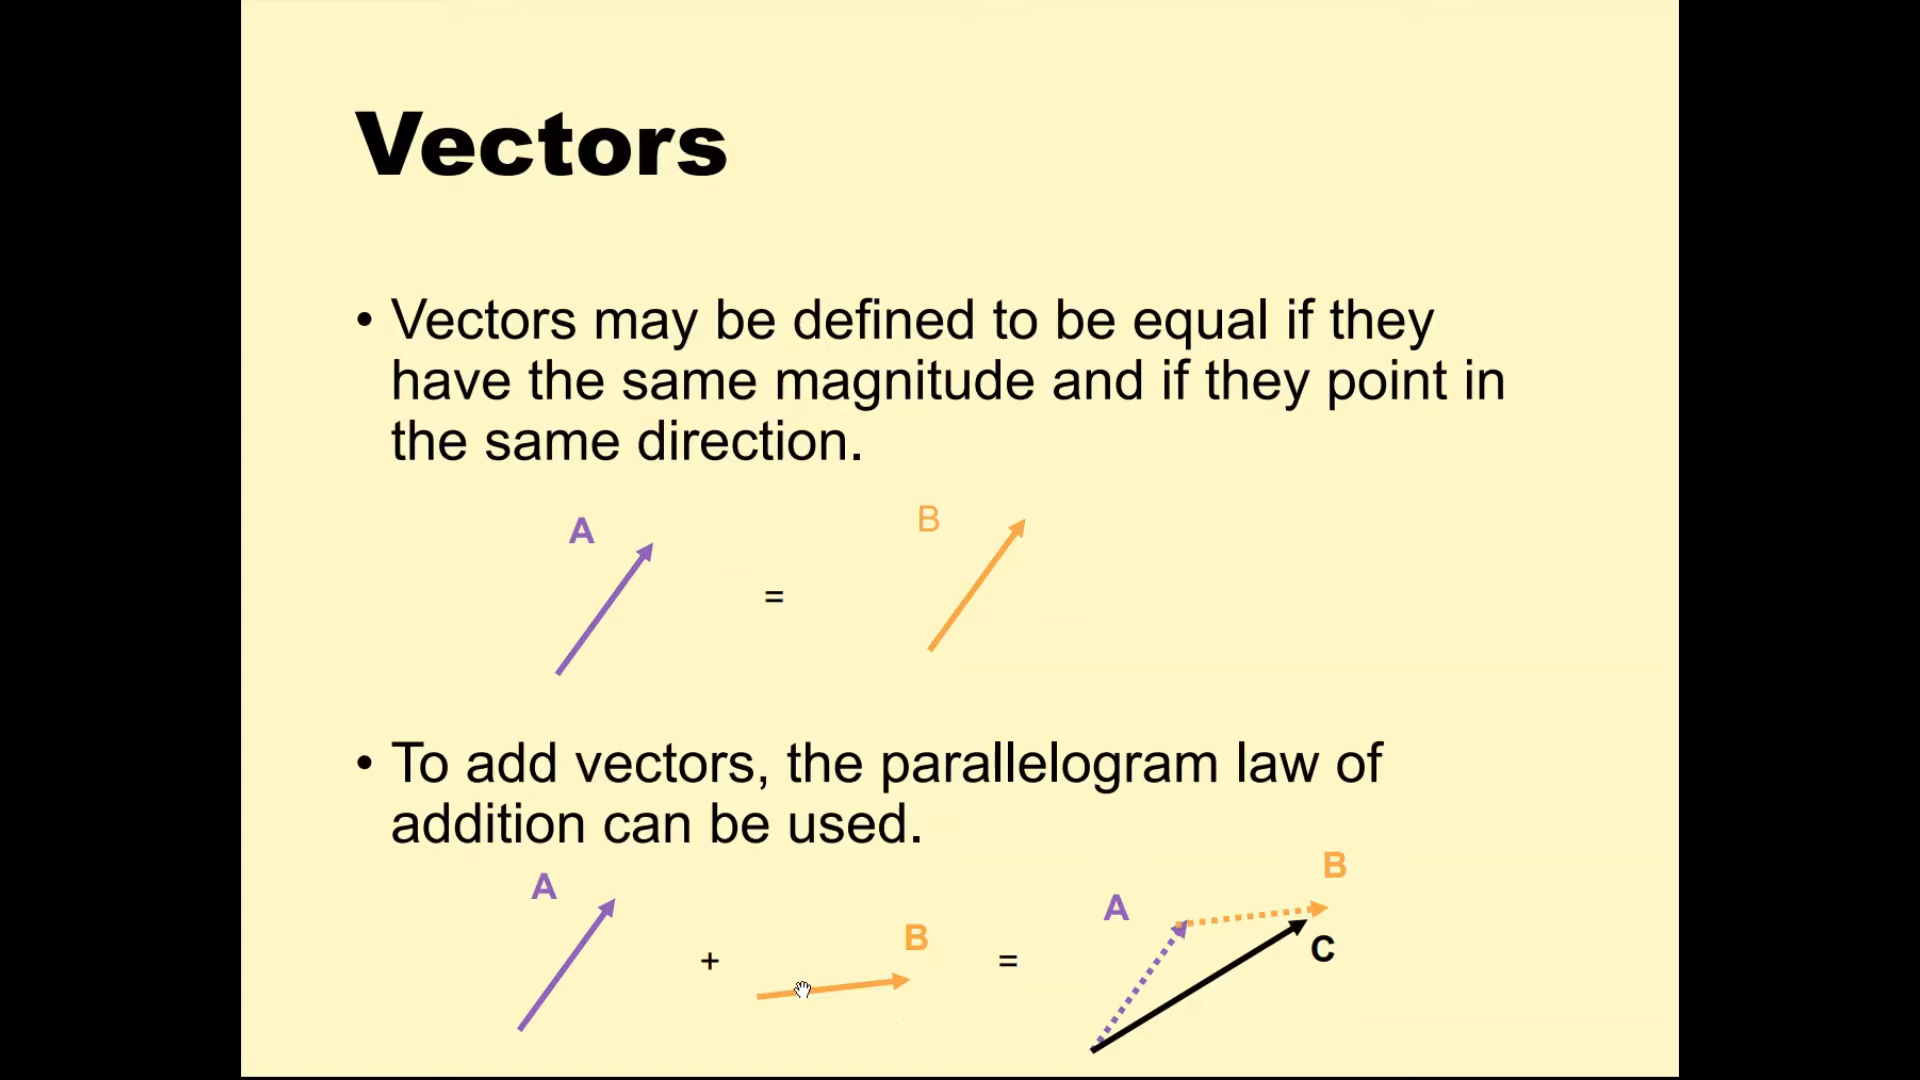 Vectors
• Vectors may be defined to be equal if they
have the same magnitude and if they point in
the same direction.
A
B
=
• To add vectors, the parallelogram law of
addition can be used.
A
+
B
=
A
B
C